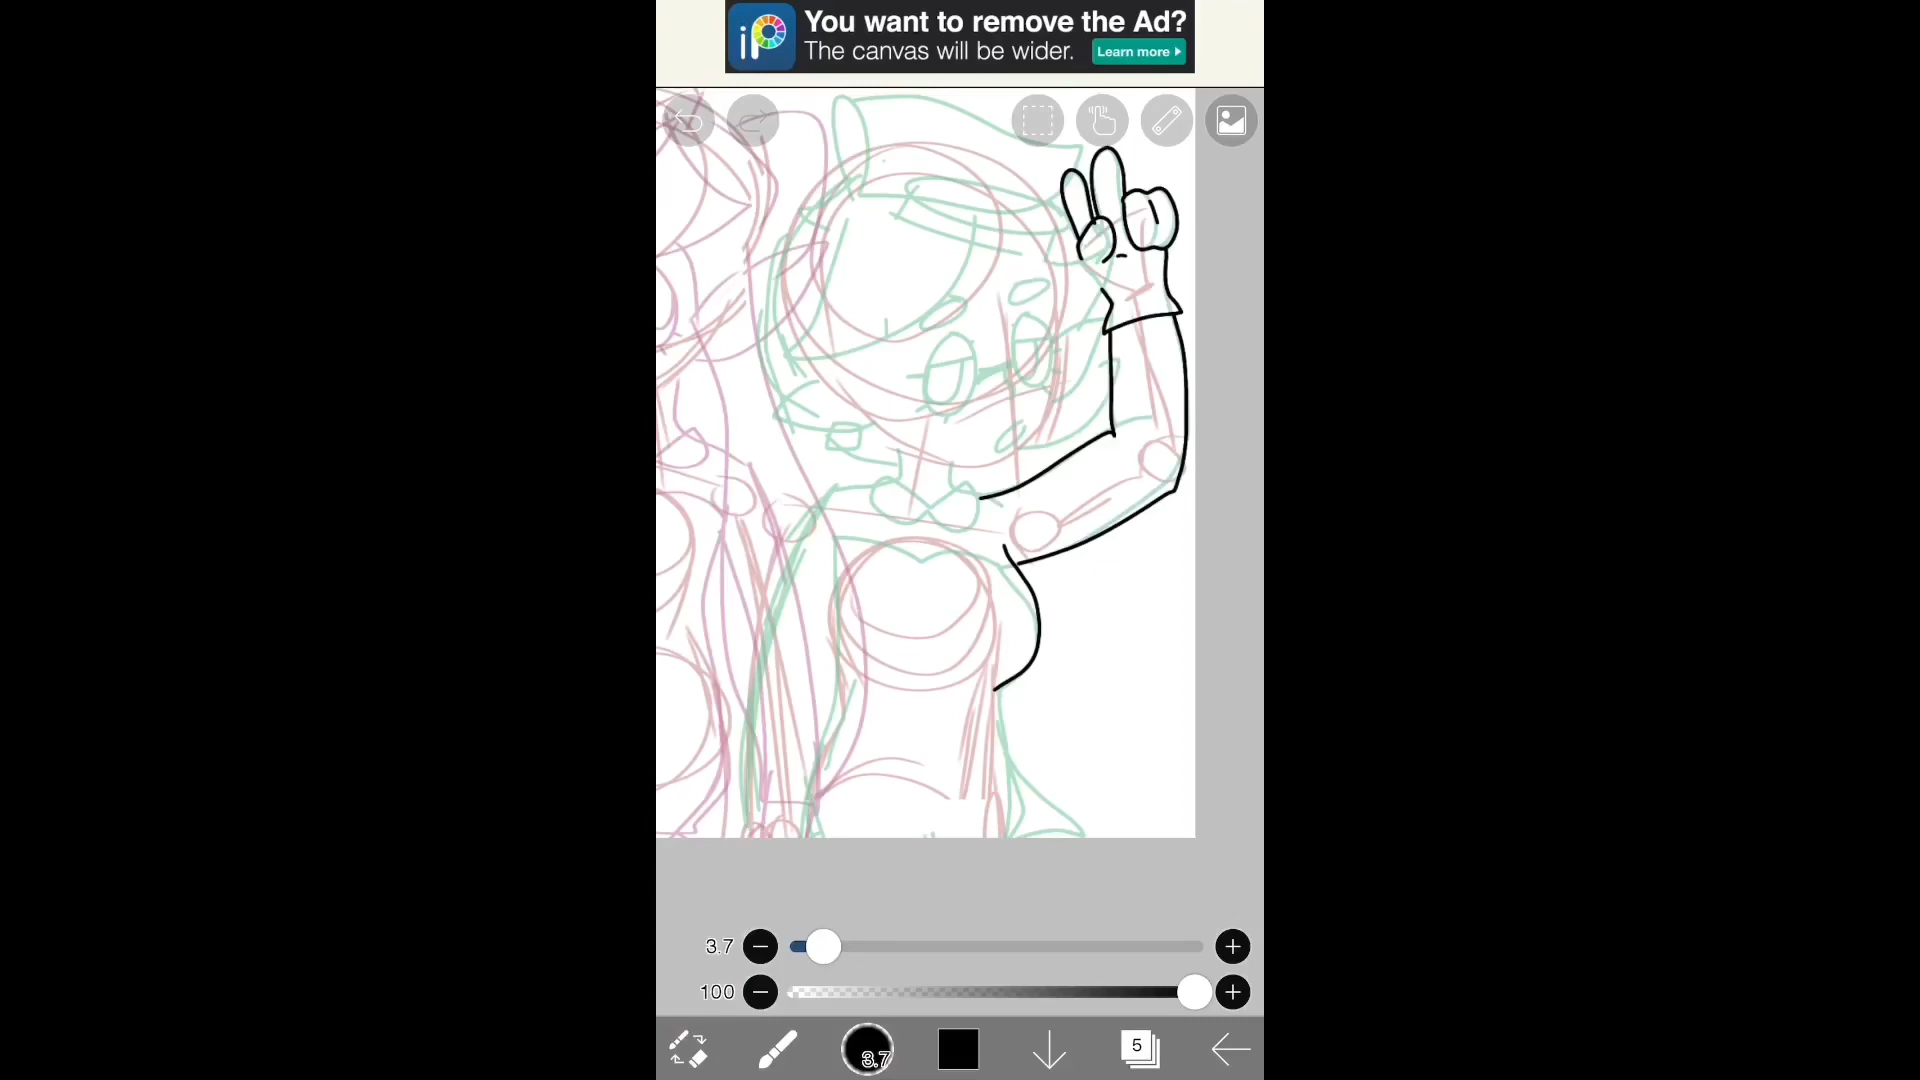 iP
You want to remove the Ad?
The canvas will be wider.
Learn more
3.7
100
3.7
5